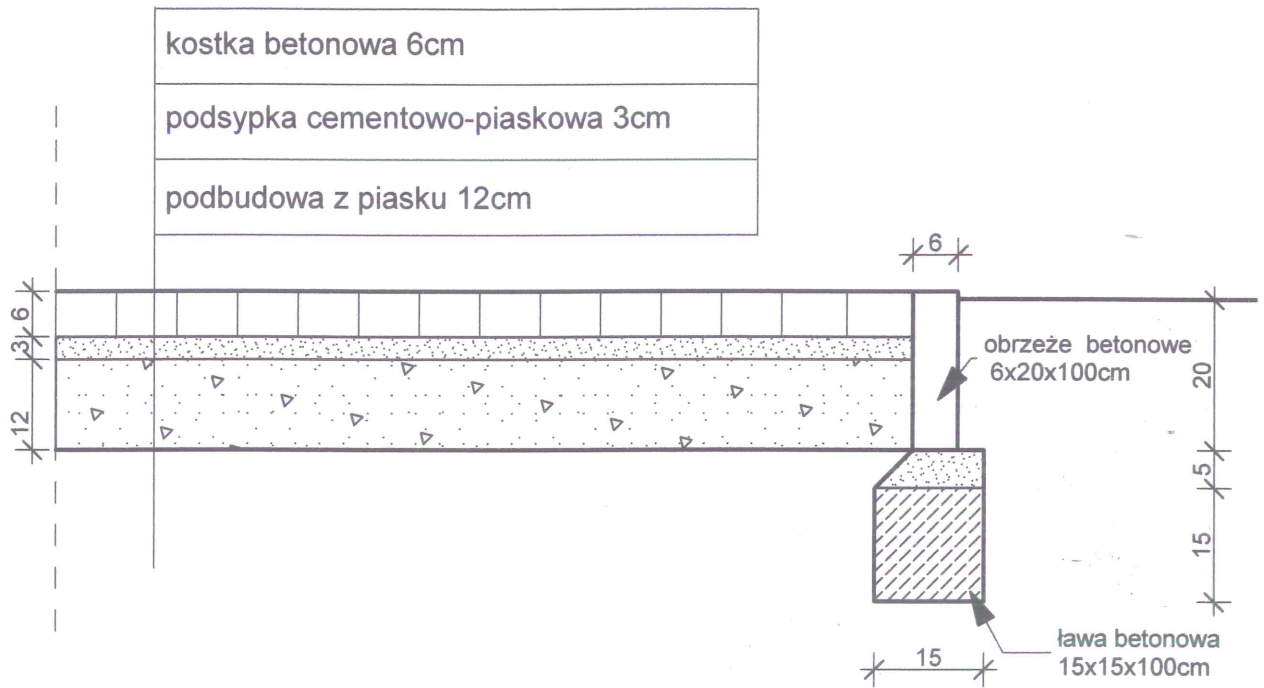 kostka betonowa 6cm
podsypka cementowo-piaskowa 3cm
podbudowa z piasku 12cm
6
6
3
12
obrzeże betonowe
6x20x100cm
20
5
15
15
ława betonowa
15x15x100cm